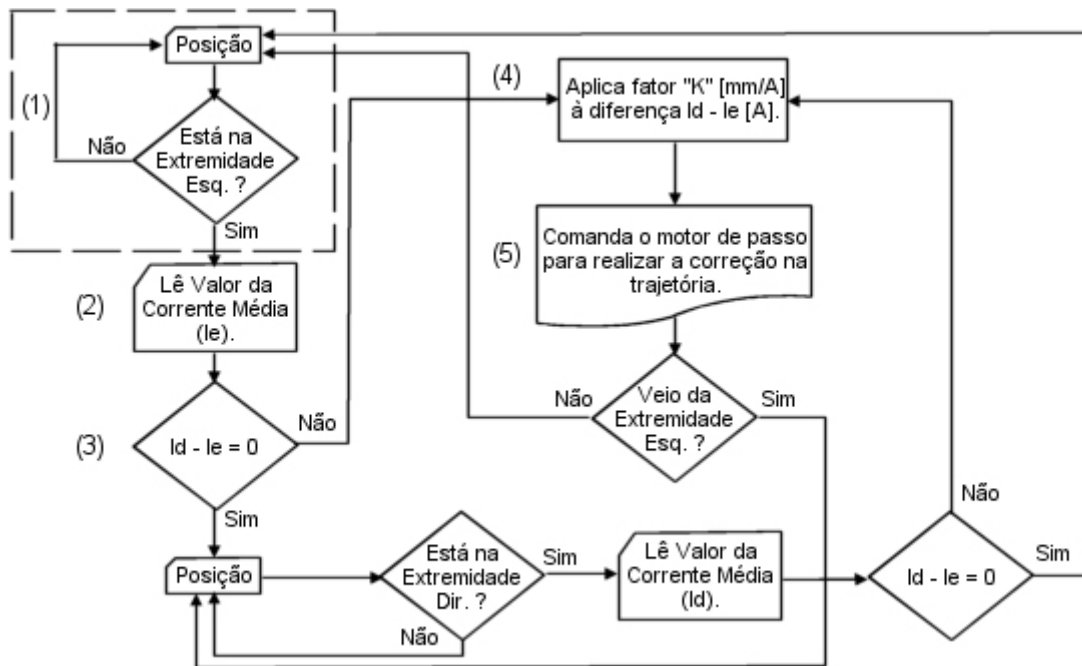 Posição
(1)
Não
Está na
Extremidade
Esq. ?
Sim
(2)
Lê Valor da
Corrente Média
(Ie).
(3)
Id - Ie = 0
Não
Sim
Posição
Está na
Extremidade
Dir. ?
Não
Sim
Lê Valor da
Corrente Média
(Id).
Id - Ie = 0
Não
Sim
(4)
Aplica fator "K" [mm/A]
à diferença Id - Ie [A].
(5)
Comanda o motor de passo
para realizar a correção na
trajetória.
Não
Veio da
Extremidade
Esq. ?
Sim